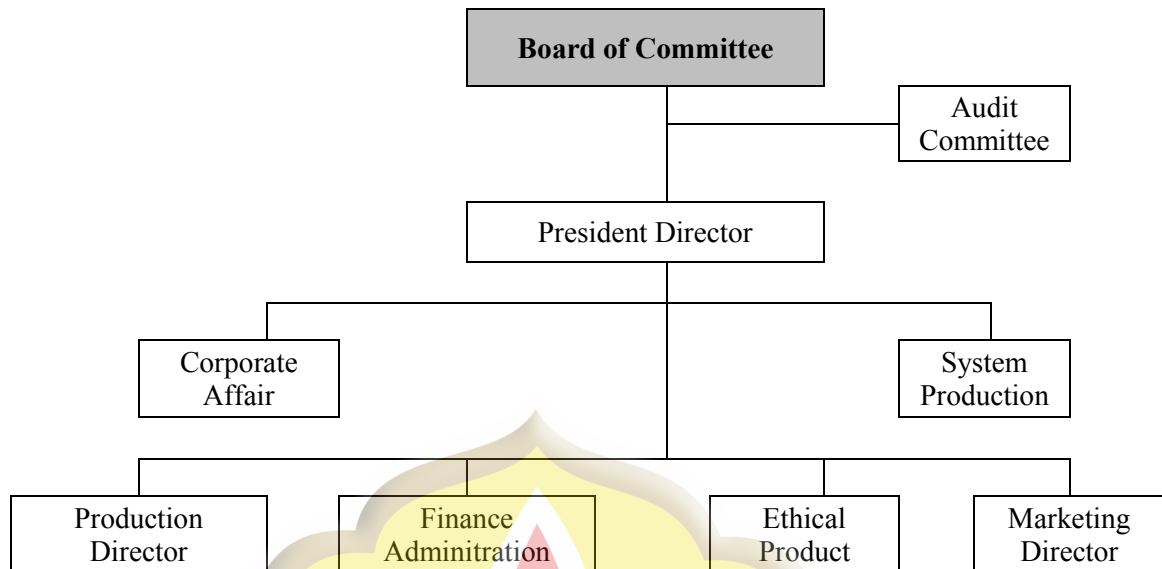 Board of Committee
Audit
Committee
President Director
Corporate
Affair
System
Production
Production
Director
Finance
Adminitration
Ethical
Product
Marketing
Director